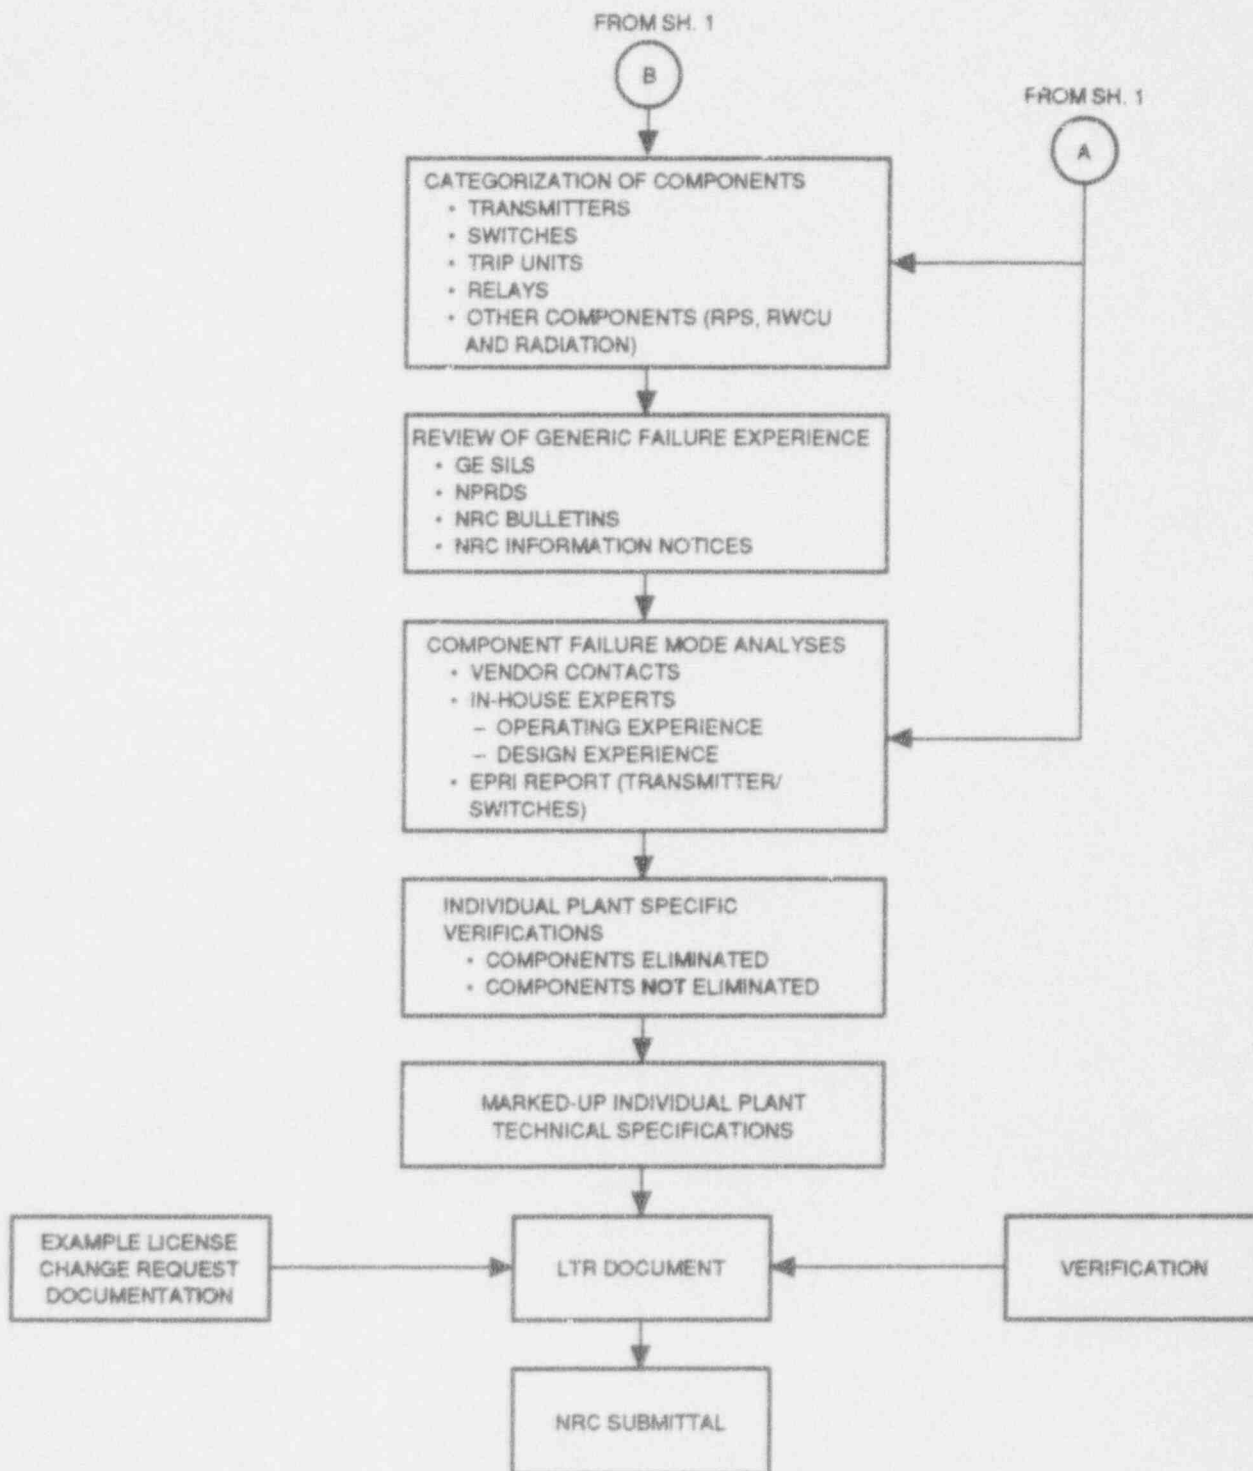 FROM SH. 1
B
FROM SH. 1
A
CATEGORIZATION OF COMPONENTS
• TRANSMITTERS
• SWITCHES
• TRIP UNITS
• RELAYS
• OTHER COMPONENTS (RPS, RWCU
AND RADIATION)
REVIEW OF GENERIC FAILURE EXPERIENCE
• GE SILS
• NPRDS
• NRC BULLETINS
• NRC INFORMATION NOTICES
COMPONENT FAILURE MODE ANALYSES
• VENDOR CONTACTS
• IN-HOUSE EXPERTS
– OPERATING EXPERIENCE
– DESIGN EXPERIENCE
• EPRI REPORT (TRANSMITTER/
SWITCHES)
INDIVIDUAL PLANT SPECIFIC
VERIFICATIONS
• COMPONENTS ELIMINATED
• COMPONENTS NOT ELIMINATED
MARKED-UP INDIVIDUAL PLANT
TECHNICAL SPECIFICATIONS
EXAMPLE LICENSE
CHANGE REQUEST
DOCUMENTATION
LTR DOCUMENT
VERIFICATION
NRC SUBMITTAL